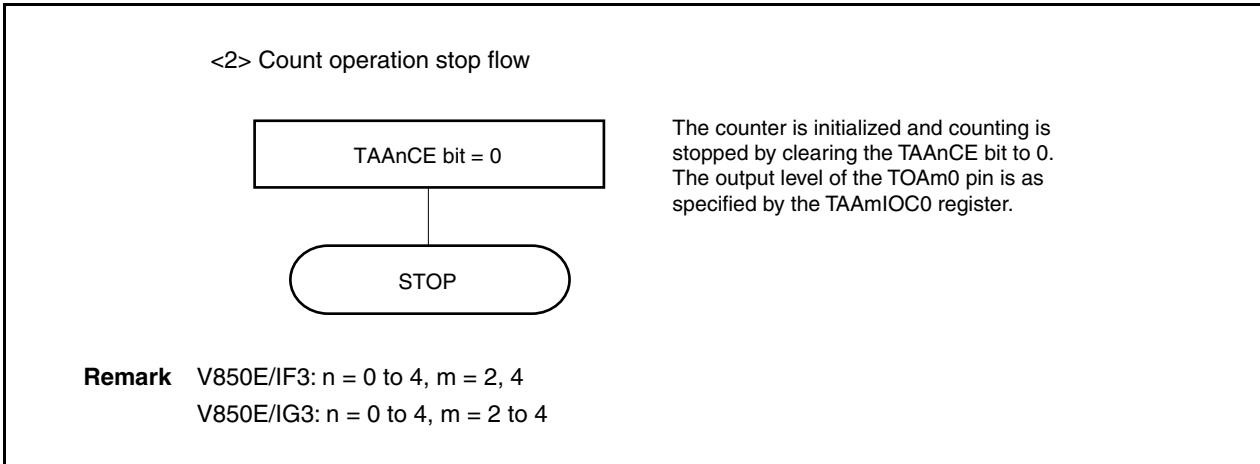 <2> Count operation stop flow
TAAnCE bit = 0
The counter is initialized and counting is
stopped by clearing the TAAnCE bit to 0.
The output level of the TOAm0 pin is as
specified by the TAAmIOC0 register.
STOP
Remark V850E/IF3: n = 0 to 4, m = 2, 4
V850E/IG3: n = 0 to 4, m = 2 to 4